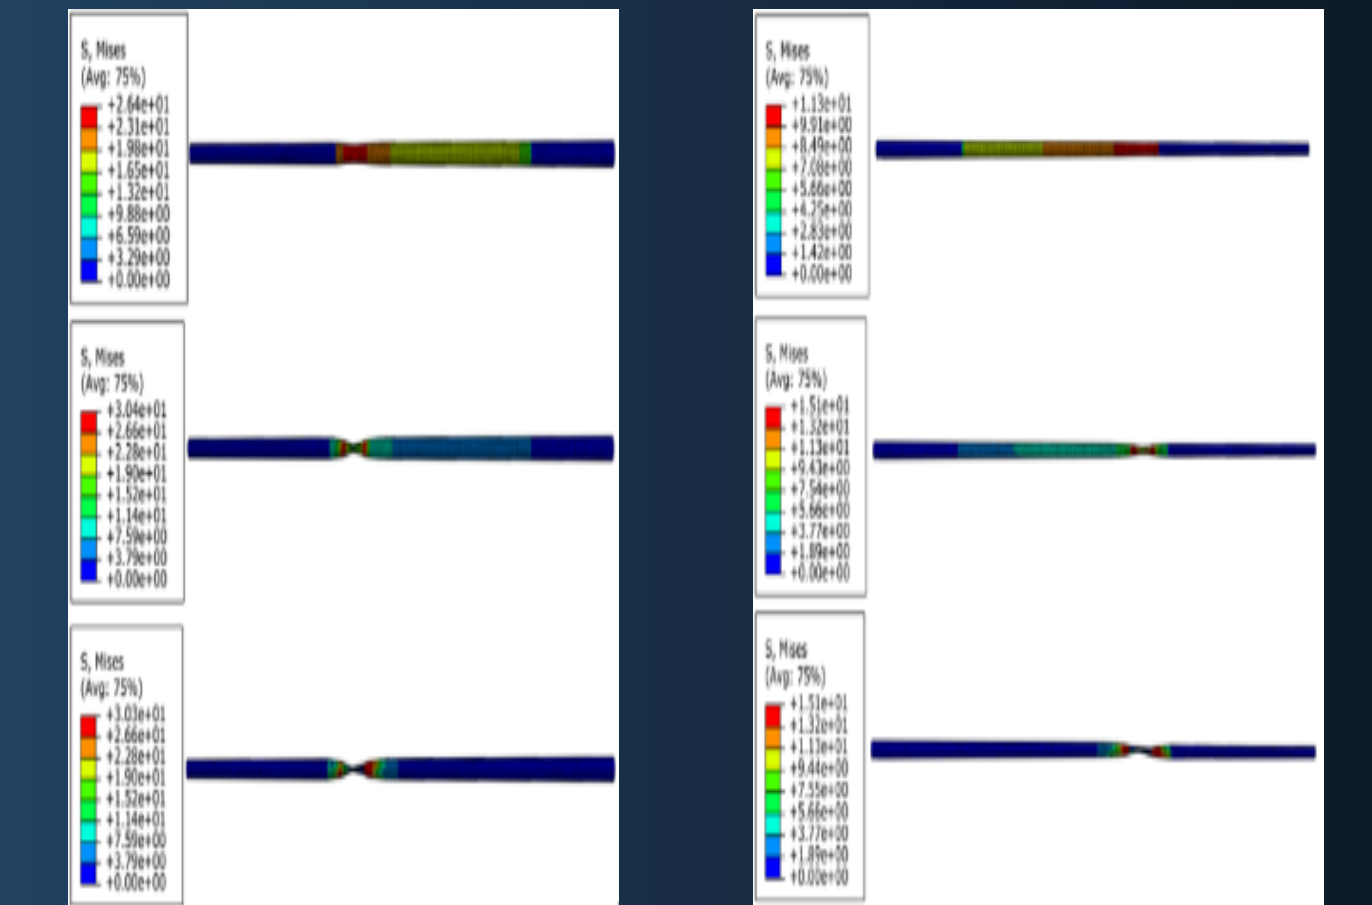 S, Mises
(Avg: 75%)
+2.64e+01
+2.31e+01
+1.98e+01
+1.65e+01
+1.32e+01
+9.88e+00
+6.59e+00
+3.29e+00
+0.00e+00
S, Mises
(Avg: 75%)
+3.04e+01
+2.66e+01
+2.28e+01
+1.90e+01
+1.52e+01
+1.14e+01
+7.59e+00
+3.79e+00
+0.00e+00
S, Mises
(Avg: 75%)
+3.03e+01
+2.66e+01
+2.28e+01
+1.90e+01
+1.52e+01
+1.14e+01
+7.59e+00
+3.79e+00
+0.00e+00
S, Mises
(Avg: 75%)
+1.13e+01
+9.91e+00
+8.49e+00
+7.08e+00
+5.66e+00
+4.25e+00
+2.83e+00
+1.42e+00
+0.00e+00
S, Mises
(Avg: 75%)
+1.51e+01
+1.32e+01
+1.13e+01
+9.43e+00
+7.54e+00
+5.66e+00
+3.77e+00
+1.89e+00
+0.00e+00
S, Mises
(Avg: 75%)
+1.51e+01
+1.32e+01
+1.13e+01
+9.44e+00
+7.55e+00
+5.66e+00
+3.77e+00
+1.89e+00
+0.00e+00